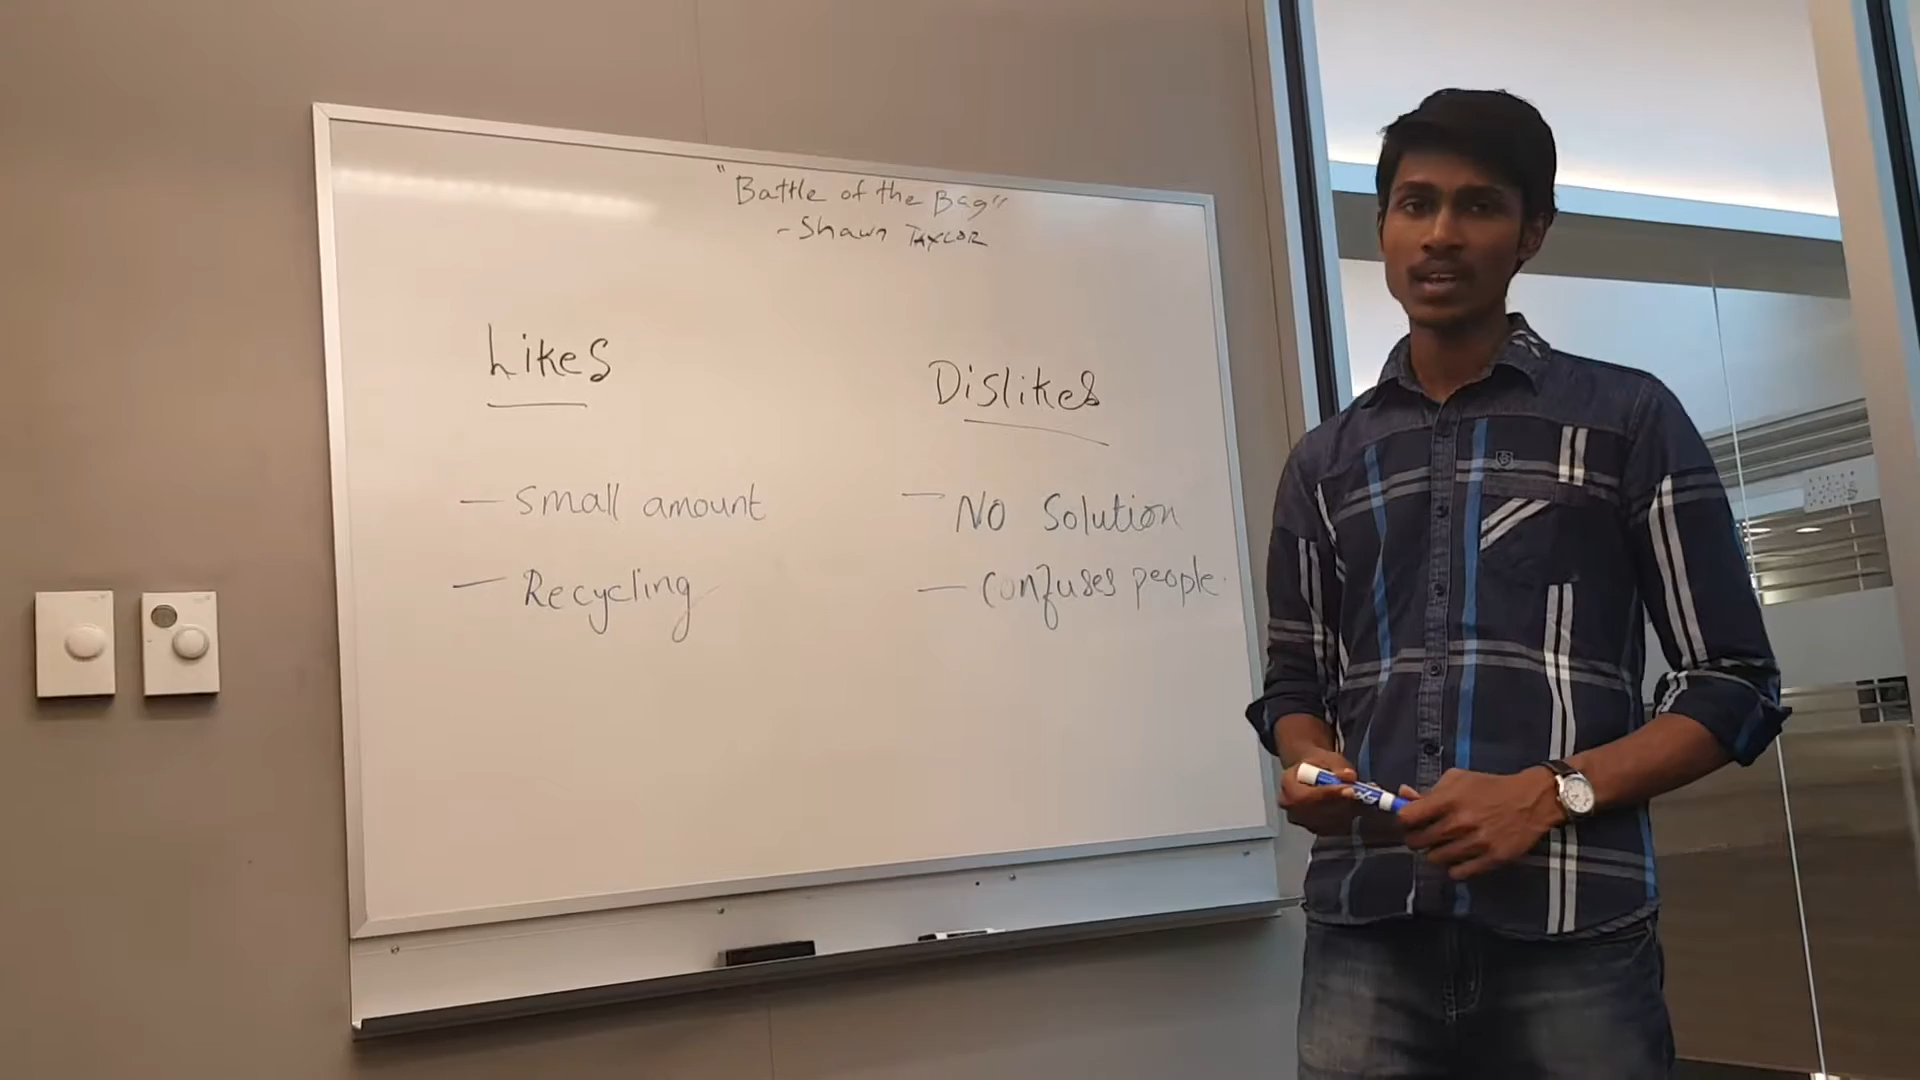 "Battle of the Bag"
- Shawn TAYLOR
Likes
Dislikes
- small amount
- Recycling
- NO Solution
- confuses people.